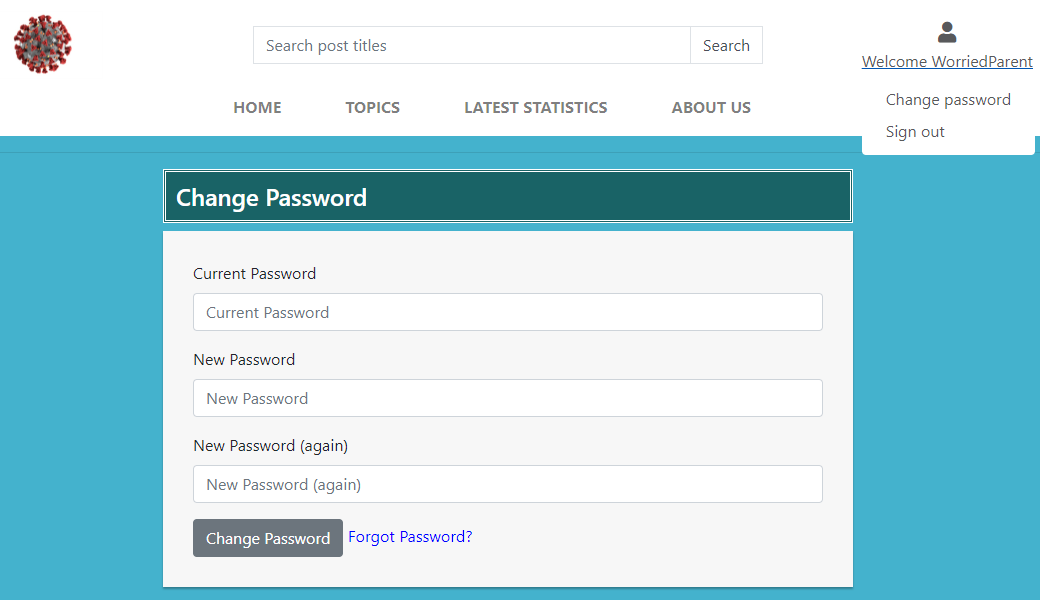 Search post titles
Search
Welcome WorriedParent
HOME
TOPICS
LATEST STATISTICS
ABOUT US
Change password
Sign out
Change Password
Current Password
Current Password
New Password
New Password
New Password (again)
New Password (again)
Change Password
Forgot Password?